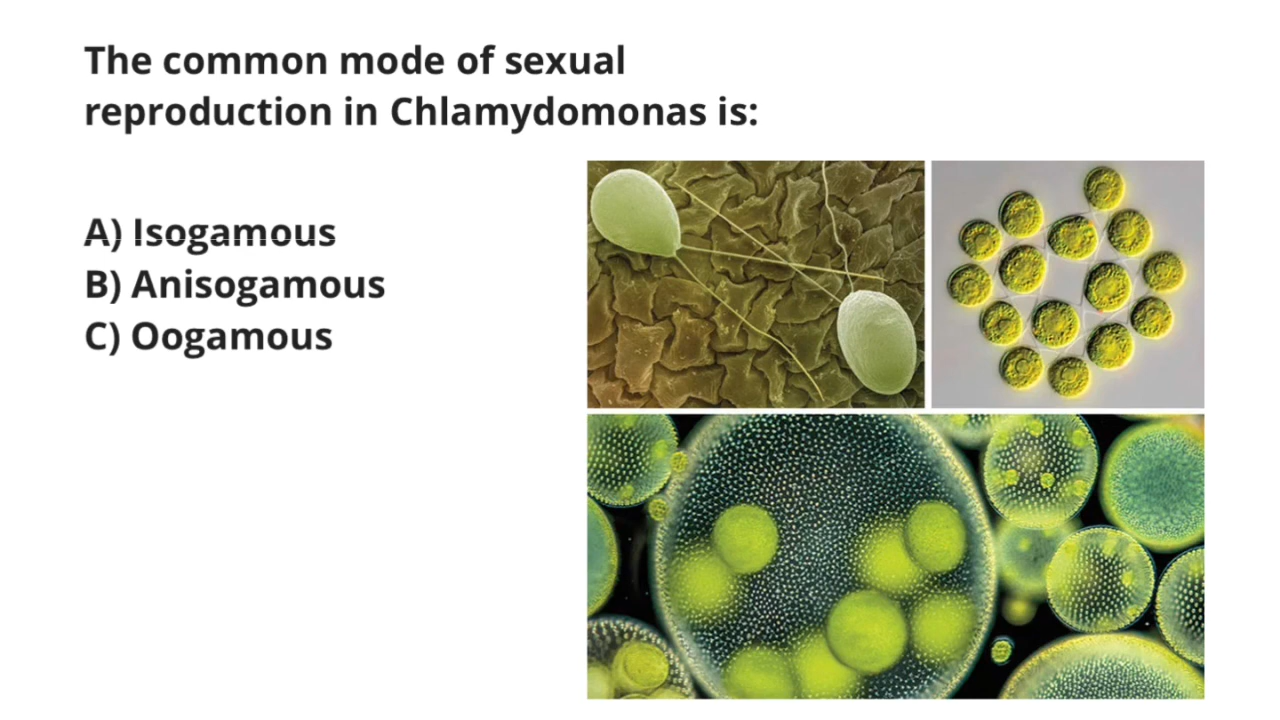 The common mode of sexual
reproduction in Chlamydomonas is:
A) Isogamous
B) Anisogamous
C) Oogamous